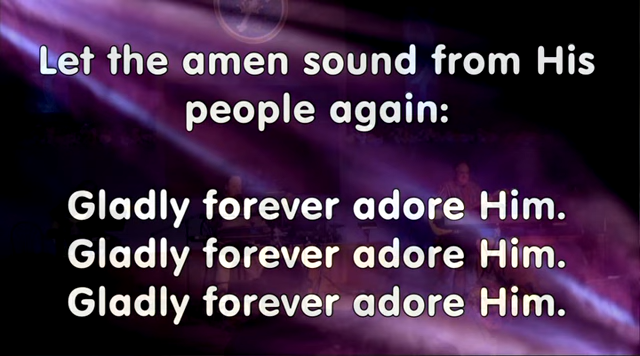 Let the amen sound from His
people again:
Gladly forever adore Him.
Gladly forever adore Him.
Gladly forever adore Him.